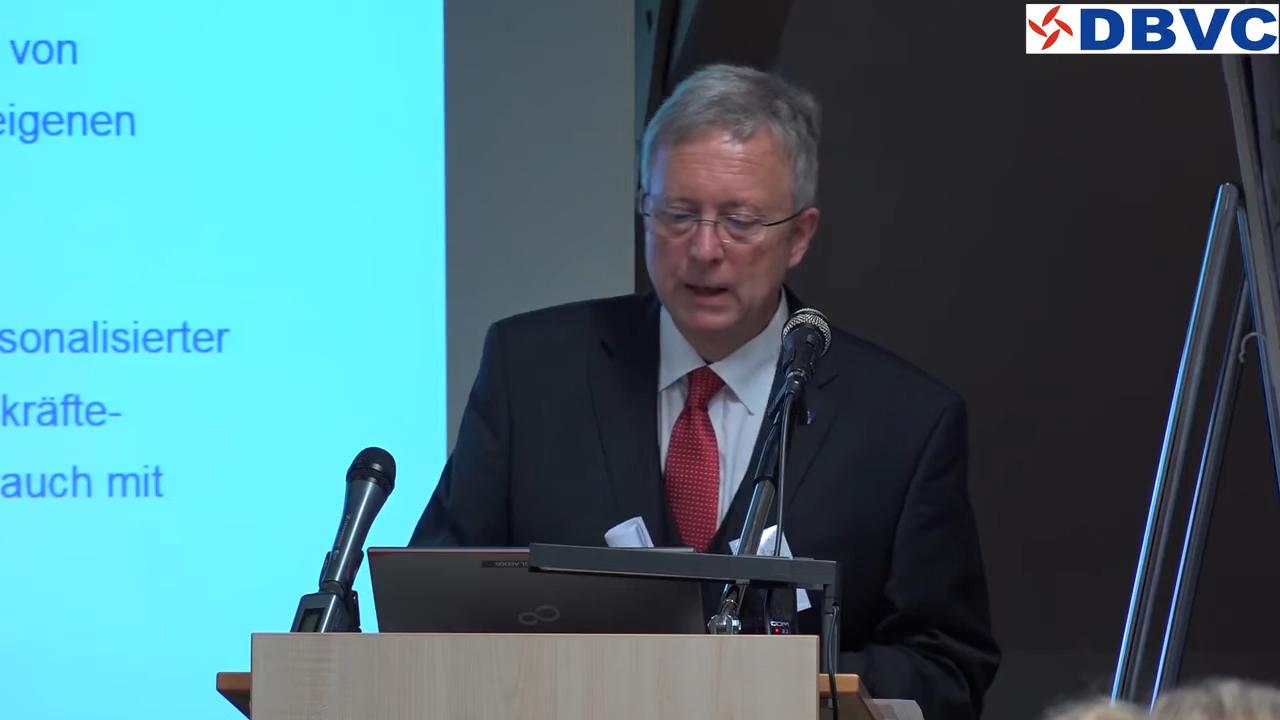 von
eigenen
sonalisierter
kräfte-
auch mit
DBVC